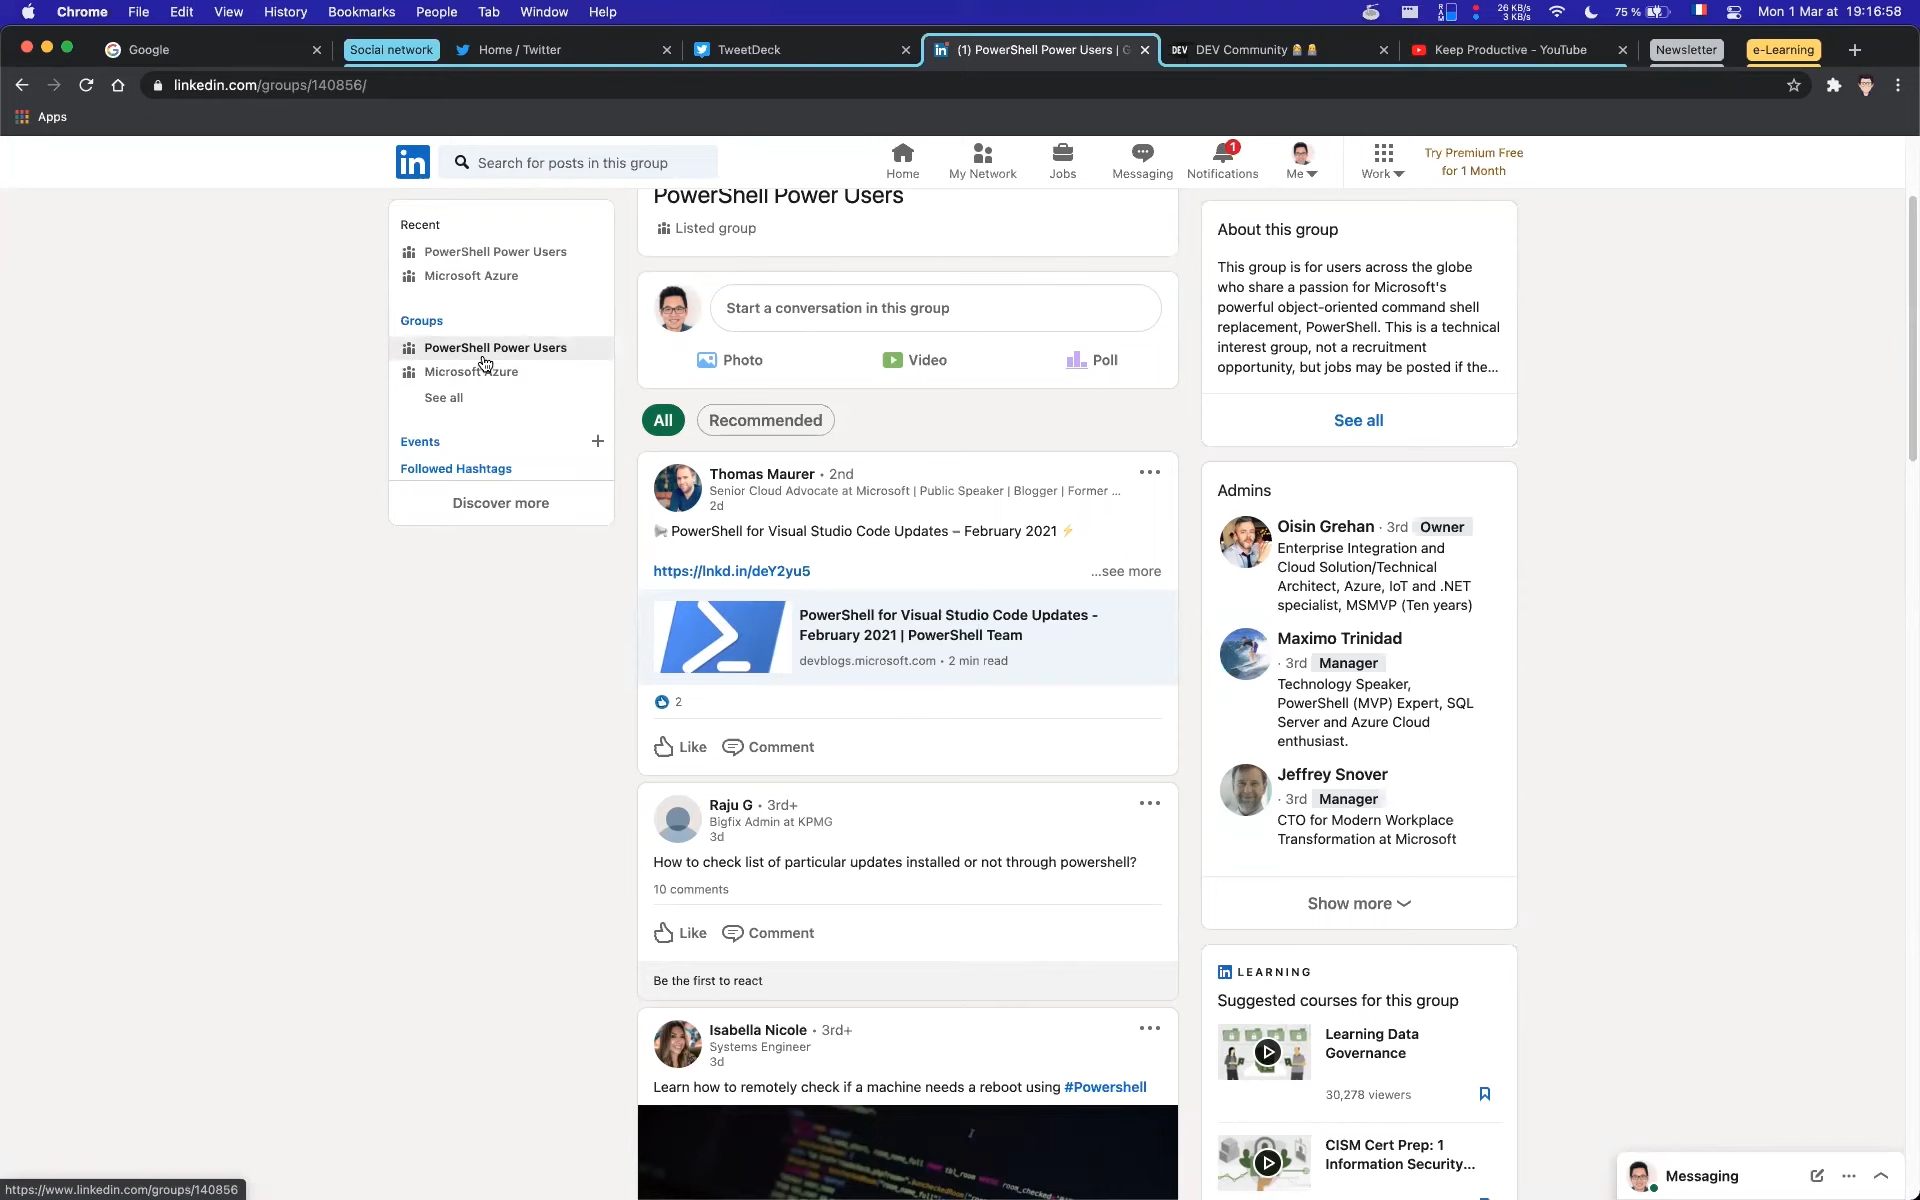 Chrome File Edit View History Bookmarks People Tab Window Help
26 KB/s
3 KB/s
75 %
Mon 1 Mar at 19:16:58
Google
Social network
Home / Twitter
TweetDeck
(1) PowerShell Power Users | G
DEV DEV Community
Keep Productive - YouTube
Newsletter
e-Learning
linkedin.com/groups/140856/
Apps
in
Search for posts in this group
Home
My Network
Jobs
Messaging
1
Notifications
Me
Work
Try Premium Free
for 1 Month
Recent
PowerShell Power Users
Microsoft Azure
Groups
PowerShell Power Users
Microsoft Azure
See all
Events +
Followed Hashtags
Discover more
PowerShell Power Users
Listed group
Start a conversation in this group
Photo
Video
Poll
All
Recommended
Thomas Maurer • 2nd
Senior Cloud Advocate at Microsoft | Public Speaker | Blogger | Former ...
2d
PowerShell for Visual Studio Code Updates – February 2021 ⚡
https://lnkd.in/deY2yu5
...see more
PowerShell for Visual Studio Code Updates -
February 2021 | PowerShell Team
devblogs.microsoft.com • 2 min read
2
Like
Comment
Raju G • 3rd+
Bigfix Admin at KPMG
3d
How to check list of particular updates installed or not through powershell?
10 comments
Like
Comment
Be the first to react
Isabella Nicole • 3rd+
Systems Engineer
3d
Learn how to remotely check if a machine needs a reboot using #Powershell
About this group
This group is for users across the globe
who share a passion for Microsoft's
powerful object-oriented command shell
replacement, PowerShell. This is a technical
interest group, not a recruitment
opportunity, but jobs may be posted if the...
See all
Admins
Oisin Grehan · 3rd Owner
Enterprise Integration and
Cloud Solution/Technical
Architect, Azure, IoT and .NET
specialist, MSMVP (Ten years)
Maximo Trinidad
· 3rd Manager
Technology Speaker,
PowerShell (MVP) Expert, SQL
Server and Azure Cloud
enthusiast.
Jeffrey Snover
· 3rd Manager
CTO for Modern Workplace
Transformation at Microsoft
Show more
in LEARNING
Suggested courses for this group
Learning Data
Governance
30,278 viewers
CISM Cert Prep: 1
Information Security...
Messaging
https://www.linkedin.com/groups/140856